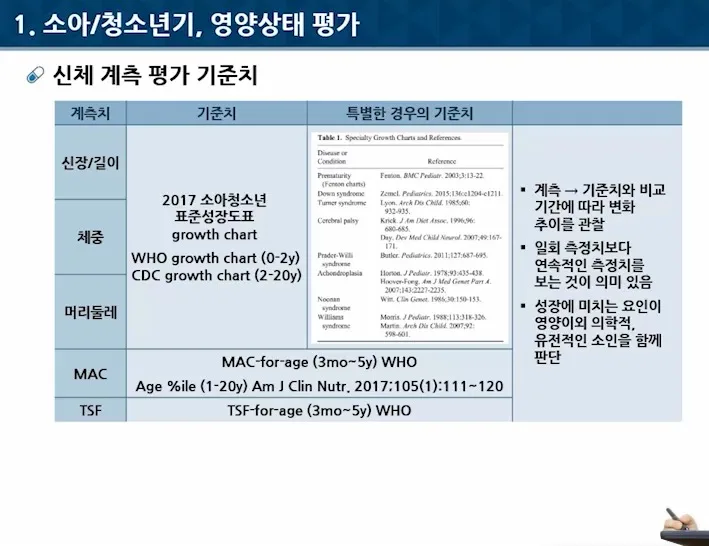 1. 소아/청소년기, 영양상태 평가
신체 계측 평가 기준치
계측치
기준치
특별한 경우의 기준치
신장/길이
체중
머리둘레
2017 소아청소년
표준성장도표
growth chart
WHO growth chart (0-2y)
CDC growth chart (2-20y)
Table 1. Specialty Growth Charts and References.
Disease or
Condition Reference
Prematurity Fenton. BMC Pediatr. 2003;3:13-22.
(Fenton charts)
Down syndrome Zemel. Pediatrics. 2015;136:e1204-e1211.
Turner syndrome Lyon. Arch Dis Child. 1985;60:
932-935.
Cerebral palsy Krick. J Am Diet Assoc. 1996;96:
680-685.
Day. Dev Med Child Neurol. 2007;49:167-
171.
Prader-Willi Butler. Pediatrics. 2011;127:687-695.
syndrome
Achondroplasia Horton. J Pediatr. 1978;93:435-438.
Hoover-Fong. Am J Med Genet Part A.
2007;143:2227-2235.
Noonan Witt. Clin Genet. 1986;30:150-153.
syndrome
Williams Morris. J Pediatr. 1988;113:318-326.
syndrome Martin. Arch Dis Child. 2007;92:
598-601.
MAC
MAC-for-age (3mo~5y) WHO
Age %ile (1-20y) Am J Clin Nutr. 2017;105(1):111~120
TSF
TSF-for-age (3mo~5y) WHO
▪ 계측 → 기준치와 비교
기간에 따라 변화
추이를 관찰
▪ 일회 측정치보다
연속적인 측정치를
보는 것이 의미 있음
▪ 성장에 미치는 요인이
영양이외 의학적,
유전적인 소인을 함께
판단